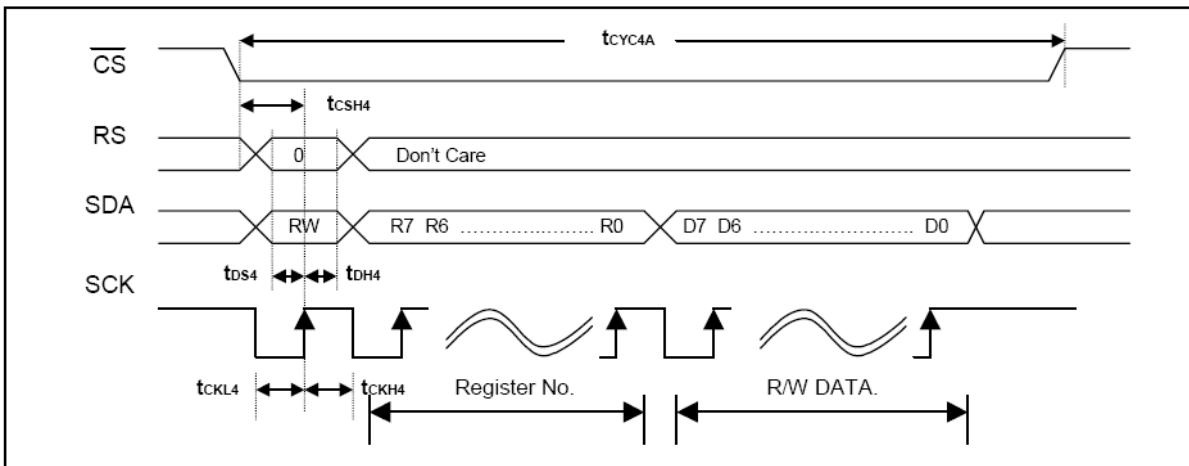 tCYC4A
CS
tCSH4
RS
0
Don't Care
SDA
RW
R7 R6 ...................... R0
D7 D6 .......................... D0
tDS4
tDH4
SCK
tCKL4
tCKH4
Register No.
R/W DATA.